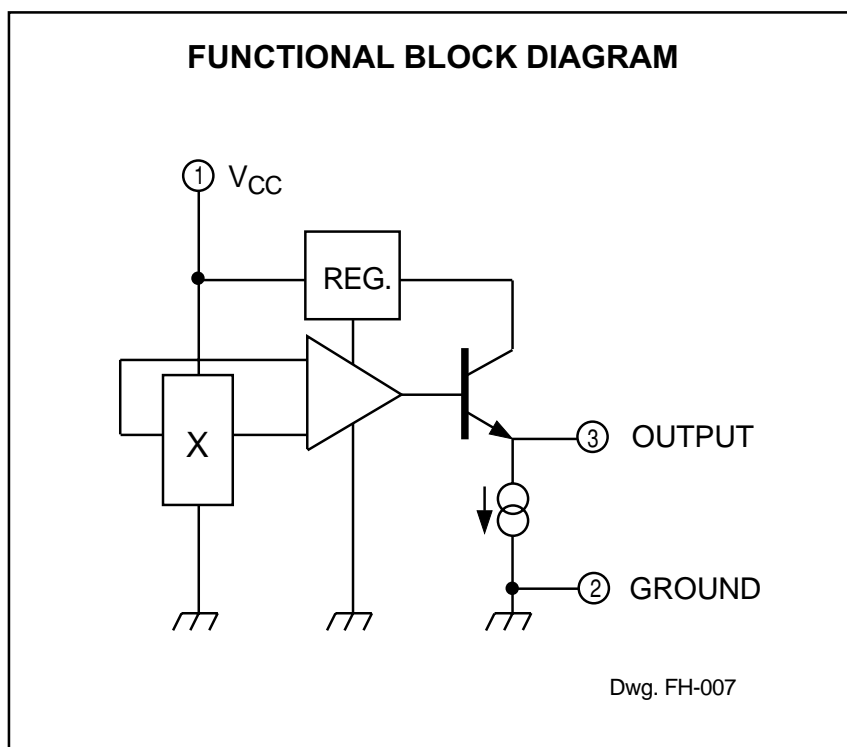 FUNCTIONAL BLOCK DIAGRAM
1 VCC
REG.
X
3 OUTPUT
2 GROUND
Dwg. FH-007